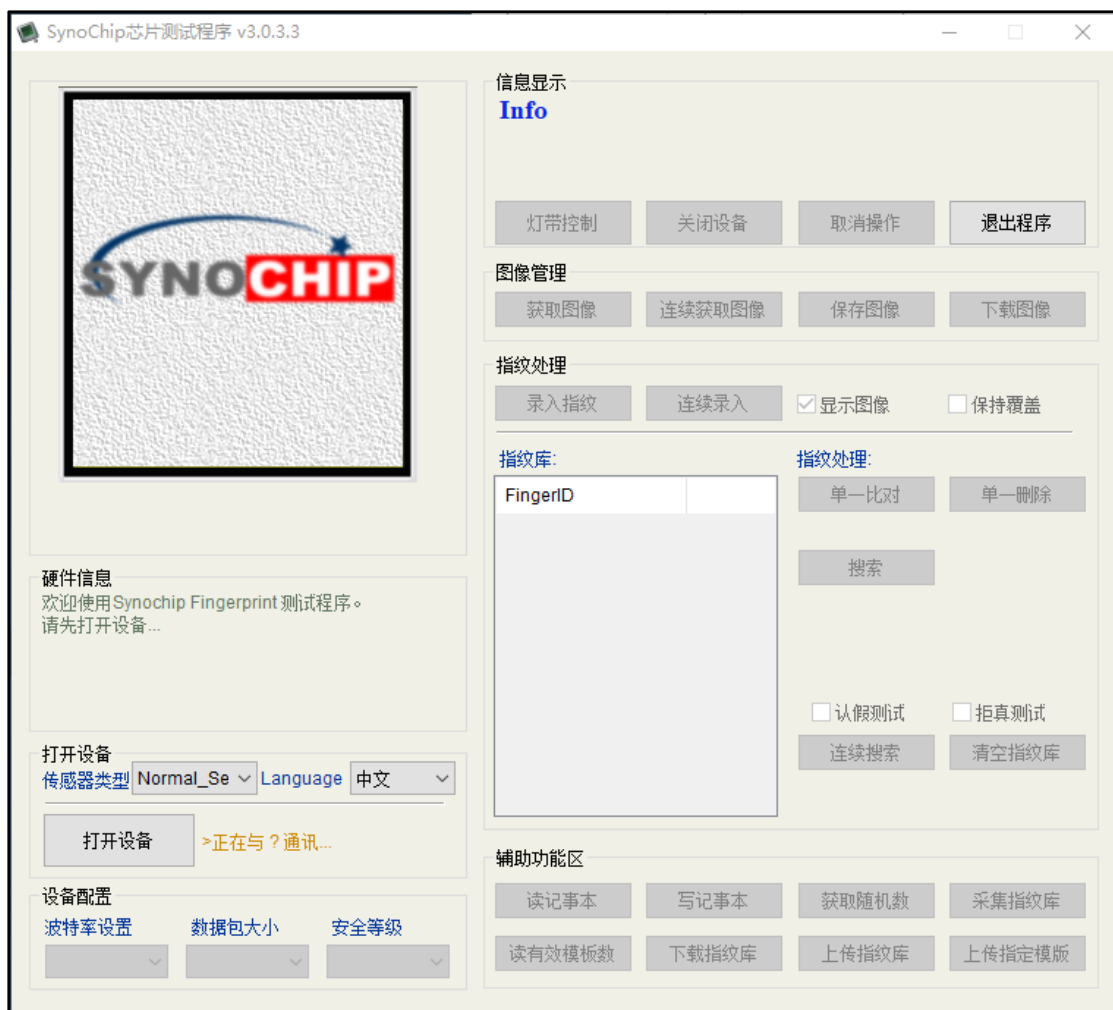 SynoChip芯片测试程序 v3.0.3.3
SYNOCHIP
信息显示
Info
灯带控制 关闭设备 取消操作 退出程序
图像管理
获取图像 连续获取图像 保存图像 下载图像
指纹处理
录入指纹 连续录入 显示图像 保持覆盖
指纹库: 指纹处理:
FingerID
单一比对 单一删除
搜索
认假测试 拒真测试
连续搜索 清空指纹库
硬件信息
欢迎使用Synochip Fingerprint 测试程序。
请先打开设备...
打开设备
传感器类型 Normal_Se Language 中文
打开设备 >正在与？通讯...
设备配置
波特率设置 数据包大小 安全等级
辅助功能区
读记事本 写记事本 获取随机数 采集指纹库
读有效模板数 下载指纹库 上传指纹库 上传指定模版